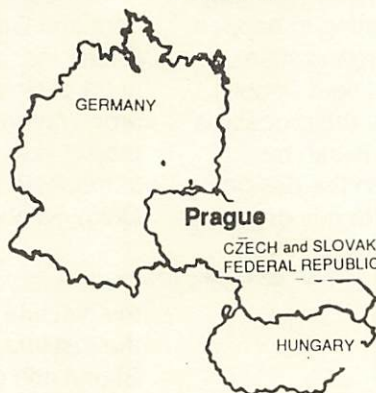 GERMANY
Prague
CZECH and SLOVAK
FEDERAL REPUBLIC
HUNGARY